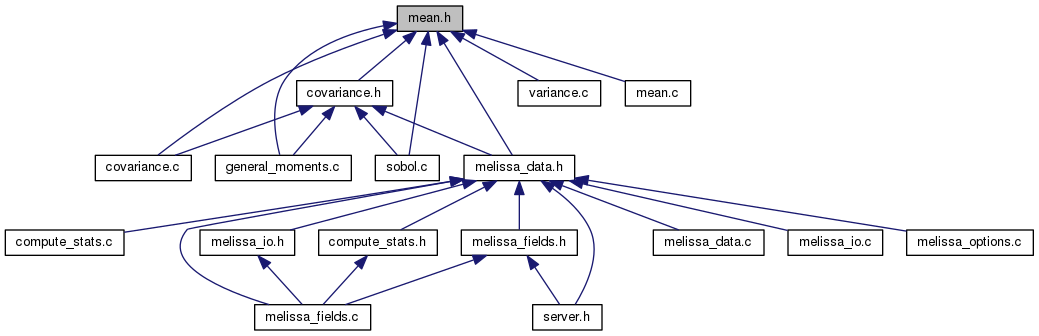 mean.h
covariance.h
variance.c
mean.c
covariance.c
general_moments.c
sobol.c
melissa_data.h
compute_stats.c
melissa_io.h
compute_stats.h
melissa_fields.h
melissa_data.c
melissa_io.c
melissa_options.c
melissa_fields.c
server.h